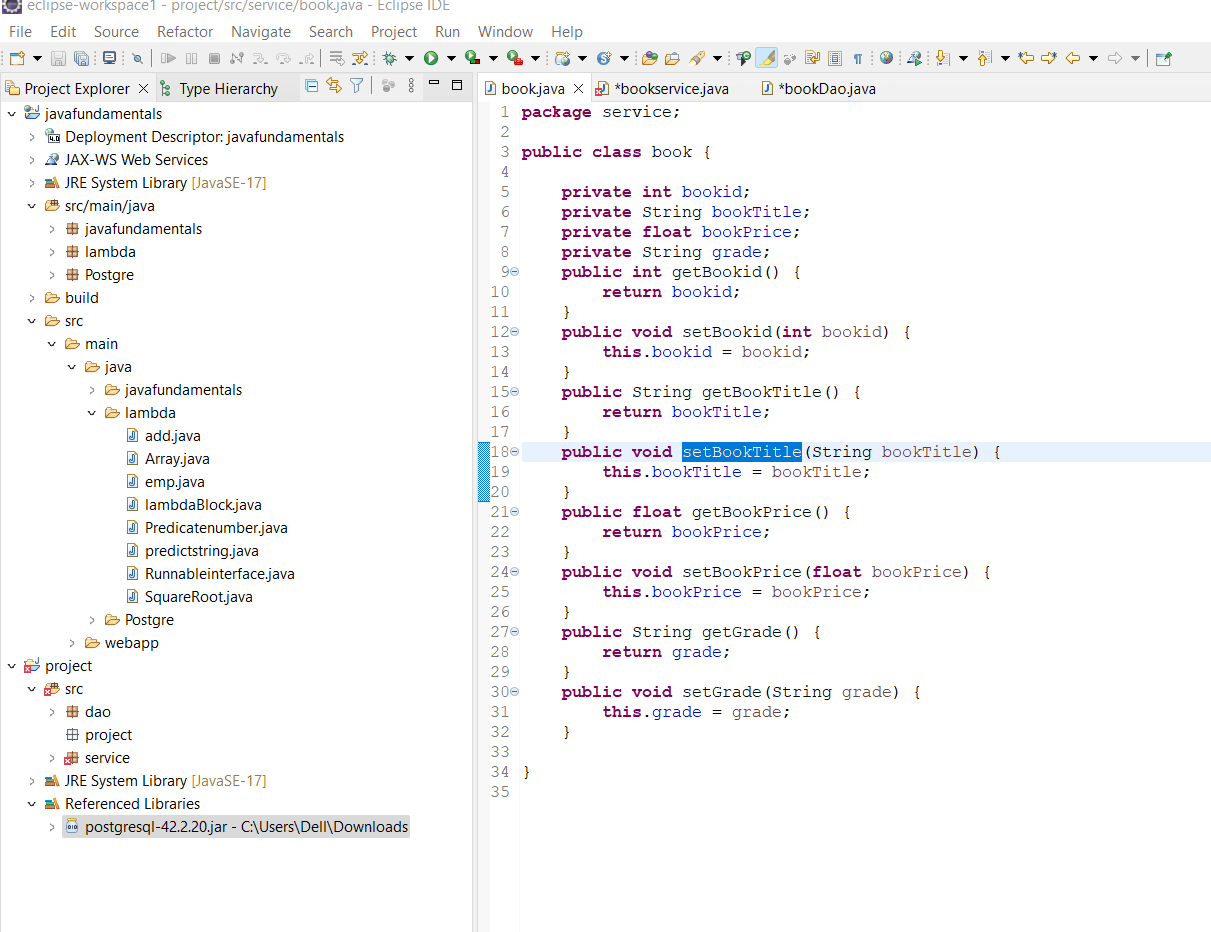 eclipse-workspace1 - project/src/service/book.java - Eclipse IDE
File Edit Source Refactor Navigate Search Project Run Window Help
Project Explorer Type Hierarchy
javafundamentals
Deployment Descriptor: javafundamentals
JAX-WS Web Services
JRE System Library [JavaSE-17]
src/main/java
javafundamentals
lambda
Postgre
build
src
main
java
javafundamentals
lambda
add.java
Array.java
emp.java
lambdaBlock.java
Predicatenumber.java
predictstring.java
Runnableinterface.java
SquareRoot.java
Postgre
webapp
project
src
dao
project
service
JRE System Library [JavaSE-17]
Referenced Libraries
postgresql-42.2.20.jar - C:\Users\Dell\Downloads
book.java *bookservice.java *bookDao.java
1 package service;
2
3 public class book {
4
5 private int bookid;
6 private String bookTitle;
7 private float bookPrice;
8 private String grade;
9 public int getBookid() {
10 return bookid;
11 }
12 public void setBookid(int bookid) {
13 this.bookid = bookid;
14 }
15 public String getBookTitle() {
16 return bookTitle;
17 }
18 public void setBookTitle(String bookTitle) {
19 this.bookTitle = bookTitle;
20 }
21 public float getBookPrice() {
22 return bookPrice;
23 }
24 public void setBookPrice(float bookPrice) {
25 this.bookPrice = bookPrice;
26 }
27 public String getGrade() {
28 return grade;
29 }
30 public void setGrade(String grade) {
31 this.grade = grade;
32 }
33
34 }
35